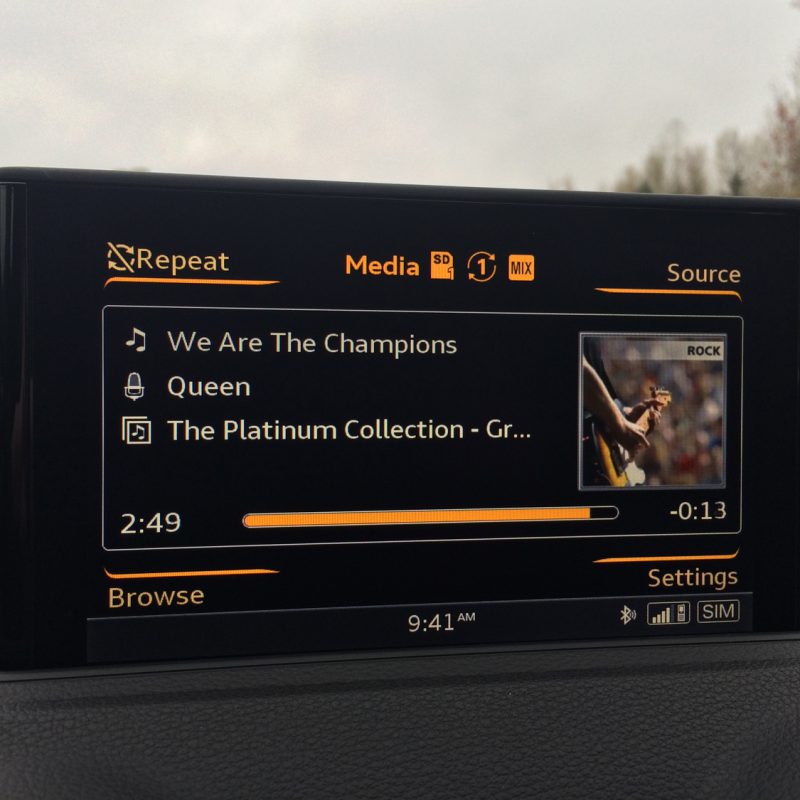 Repeat
Media SD 1 1 MIX
Source
We Are The Champions
Queen
The Platinum Collection - Gr...
ROCK
2:49
-0:13
Browse
Settings
9:41 AM
SIM